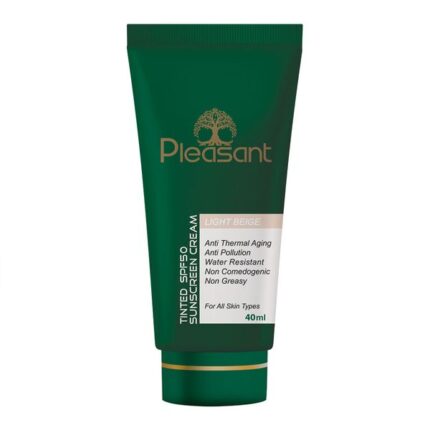 Pleasant
LIGHT BEIGE
Anti Thermal Aging
Anti Pollution
Water Resistant
Non Comedogenic
Non Greasy
For All Skin Types
40ml
TINTED SPF50
SUNSCREEN CREAM